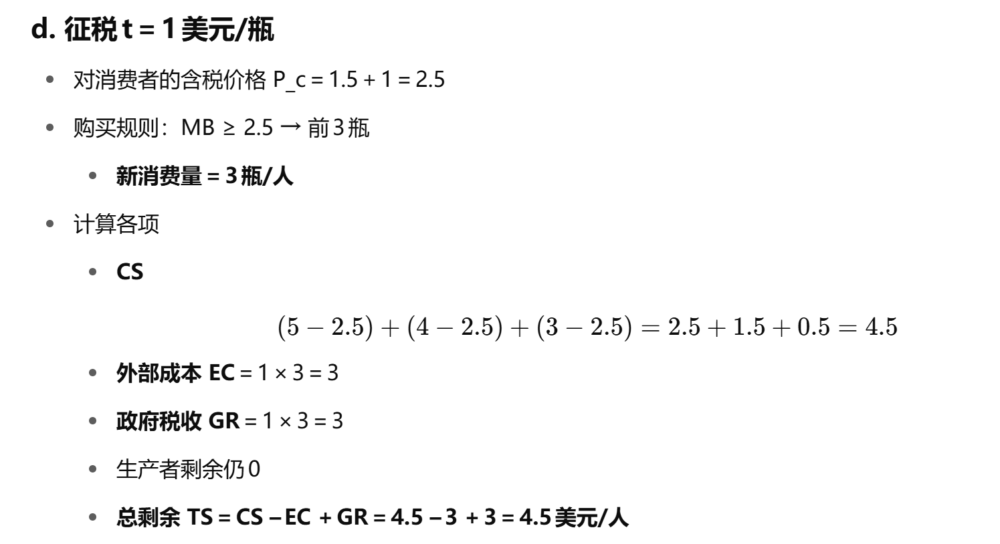 d. 征税 t = 1 美元/瓶
• 对消费者的含税价格 P_c = 1.5 + 1 = 2.5
• 购买规则：MB ≥ 2.5 → 前 3 瓶
• 新消费量 = 3 瓶/人
• 计算各项
• CS
(5 − 2.5) + (4 − 2.5) + (3 − 2.5) = 2.5 + 1.5 + 0.5 = 4.5
• 外部成本 EC = 1 × 3 = 3
• 政府税收 GR = 1 × 3 = 3
• 生产者剩余仍 0
• 总剩余 TS = CS – EC + GR = 4.5 – 3 + 3 = 4.5 美元/人